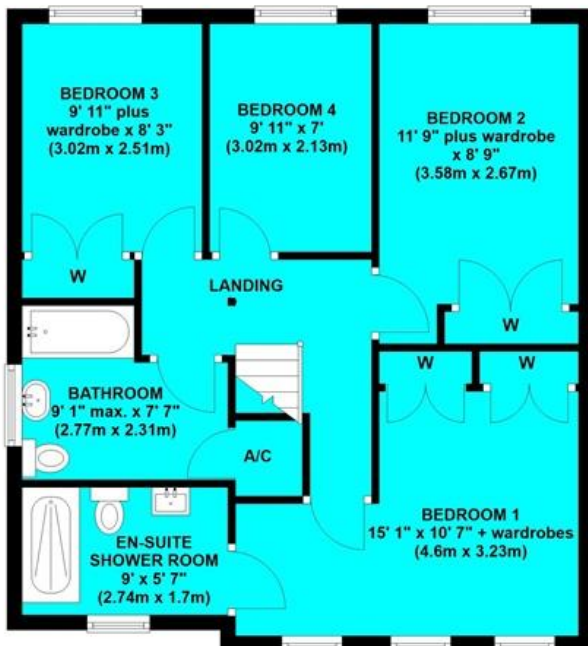 BEDROOM 3
9' 11" plus
wardrobe x 8' 3"
(3.02m x 2.51m)
BEDROOM 4
9' 11" x 7'
(3.02m x 2.13m)
BEDROOM 2
11' 9" plus wardrobe
x 8' 9"
(3.58m x 2.67m)
W
LANDING
W
W
W
BATHROOM
9' 1" max. x 7' 7"
(2.77m x 2.31m)
A/C
BEDROOM 1
15' 1" x 10' 7" + wardrobes
(4.6m x 3.23m)
EN-SUITE
SHOWER ROOM
9' x 5' 7"
(2.74m x 1.7m)